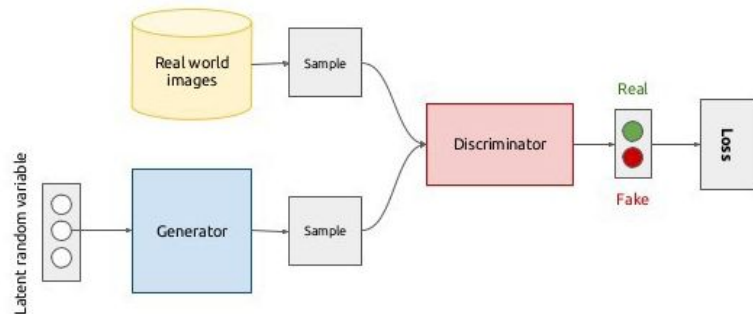 Real world
images
Sample
Real
Discriminator
Loss
Fake
Latent random variable
Generator
Sample